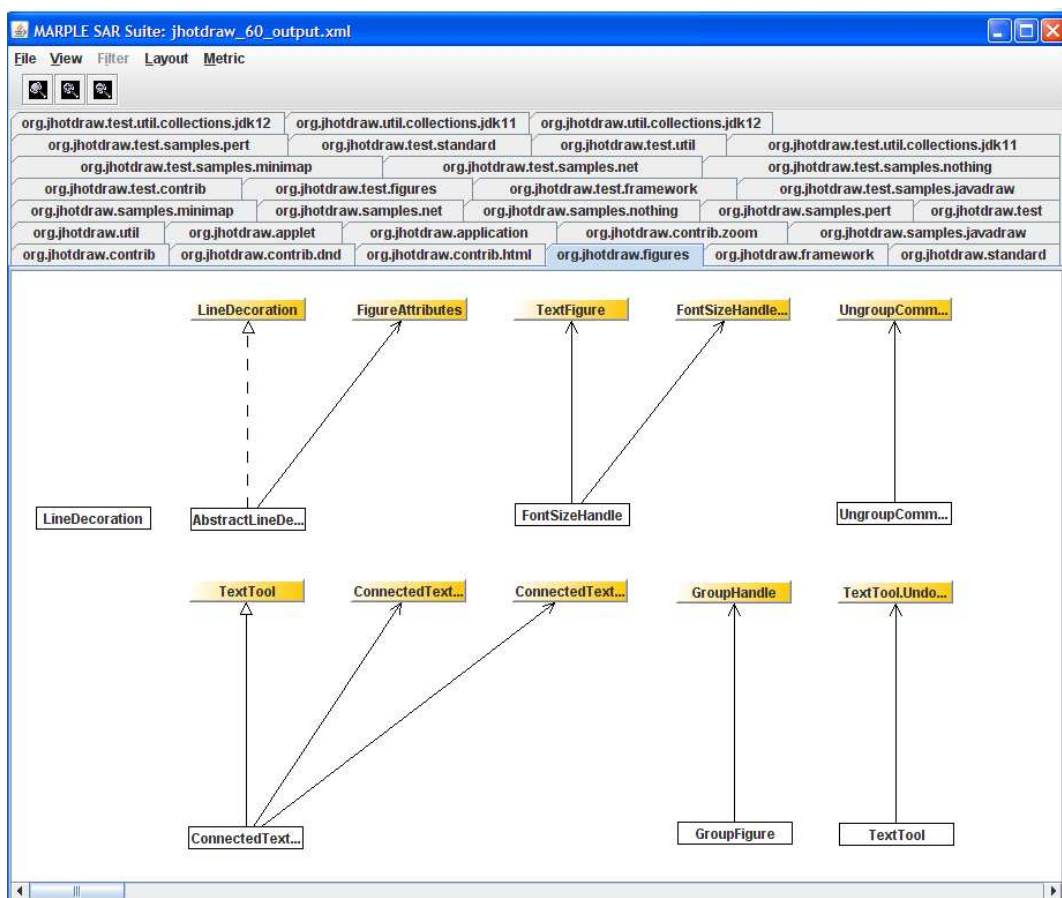 MARPLE SAR Suite: jhotdraw_60_output.xml
File View Filter Layout Metric
org.jhotdraw.test.util.collections.jdk12 org.jhotdraw.util.collections.jdk11 org.jhotdraw.util.collections.jdk12
org.jhotdraw.test.samples.pert org.jhotdraw.test.standard org.jhotdraw.test.util org.jhotdraw.test.util.collections.jdk11
org.jhotdraw.test.samples.minimap org.jhotdraw.test.samples.net org.jhotdraw.test.samples.nothing
org.jhotdraw.test.contrib org.jhotdraw.test.figures org.jhotdraw.test.framework org.jhotdraw.test.samples.javadraw
org.jhotdraw.samples.minimap org.jhotdraw.samples.net org.jhotdraw.samples.nothing org.jhotdraw.samples.pert org.jhotdraw.test
org.jhotdraw.util org.jhotdraw.applet org.jhotdraw.application org.jhotdraw.contrib.zoom org.jhotdraw.samples.javadraw
org.jhotdraw.contrib org.jhotdraw.contrib.dnd org.jhotdraw.contrib.html org.jhotdraw.figures org.jhotdraw.framework org.jhotdraw.standard
LineDecoration FigureAttributes TextFigure FontSizeHandle... UngroupComm...
LineDecoration AbstractLineDe... FontSizeHandle UngroupComm...
TextTool ConnectedText... ConnectedText... GroupHandle TextTool.Undo...
ConnectedText... GroupFigure TextTool